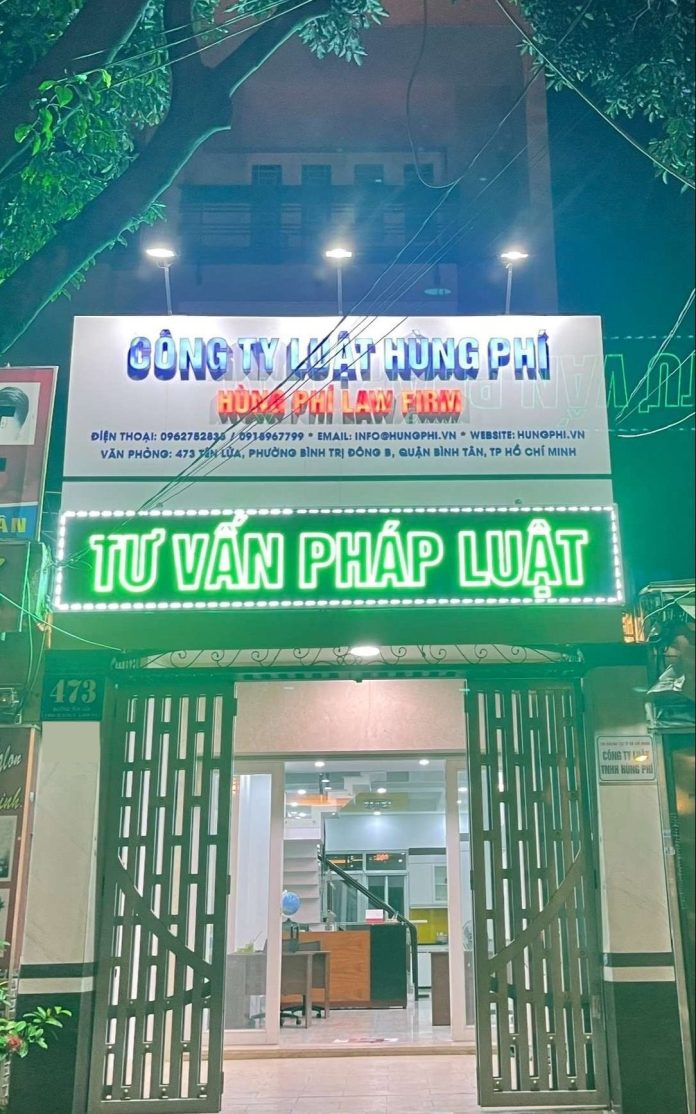 CÔNG TY LUẬT HÙNG PHÍ
HÙNG PHÍ LAW FIRM
ĐIỆN THOẠI: / 0918967799 * EMAIL: INFO@HUNGPHI.VN * WEBSITE: HUNGPHI.VN
VĂN PHÒNG: 473 TÊN LỬA, PHƯỜNG BÌNH TRỊ ĐÔNG B, QUẬN BÌNH TÂN, TP HỒ CHÍ MINH
TƯ VẤN PHÁP LUẬT
473
CÔNG TY LUẬT
TNHH HÙNG PHÍ